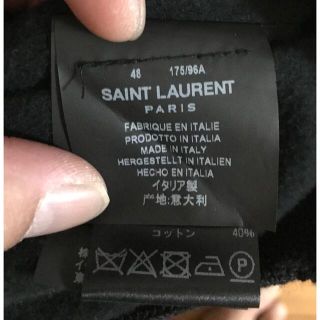 48 175/96A
SAINT LAURENT
PARIS
FABRIQUE EN ITALIE
PRODOTTO IN ITALIA
MADE IN ITALY
HERGESTELLT IN ITALIEN
HECHO EN ITALIA
イタリア製
产地:意大利
コットン 40%